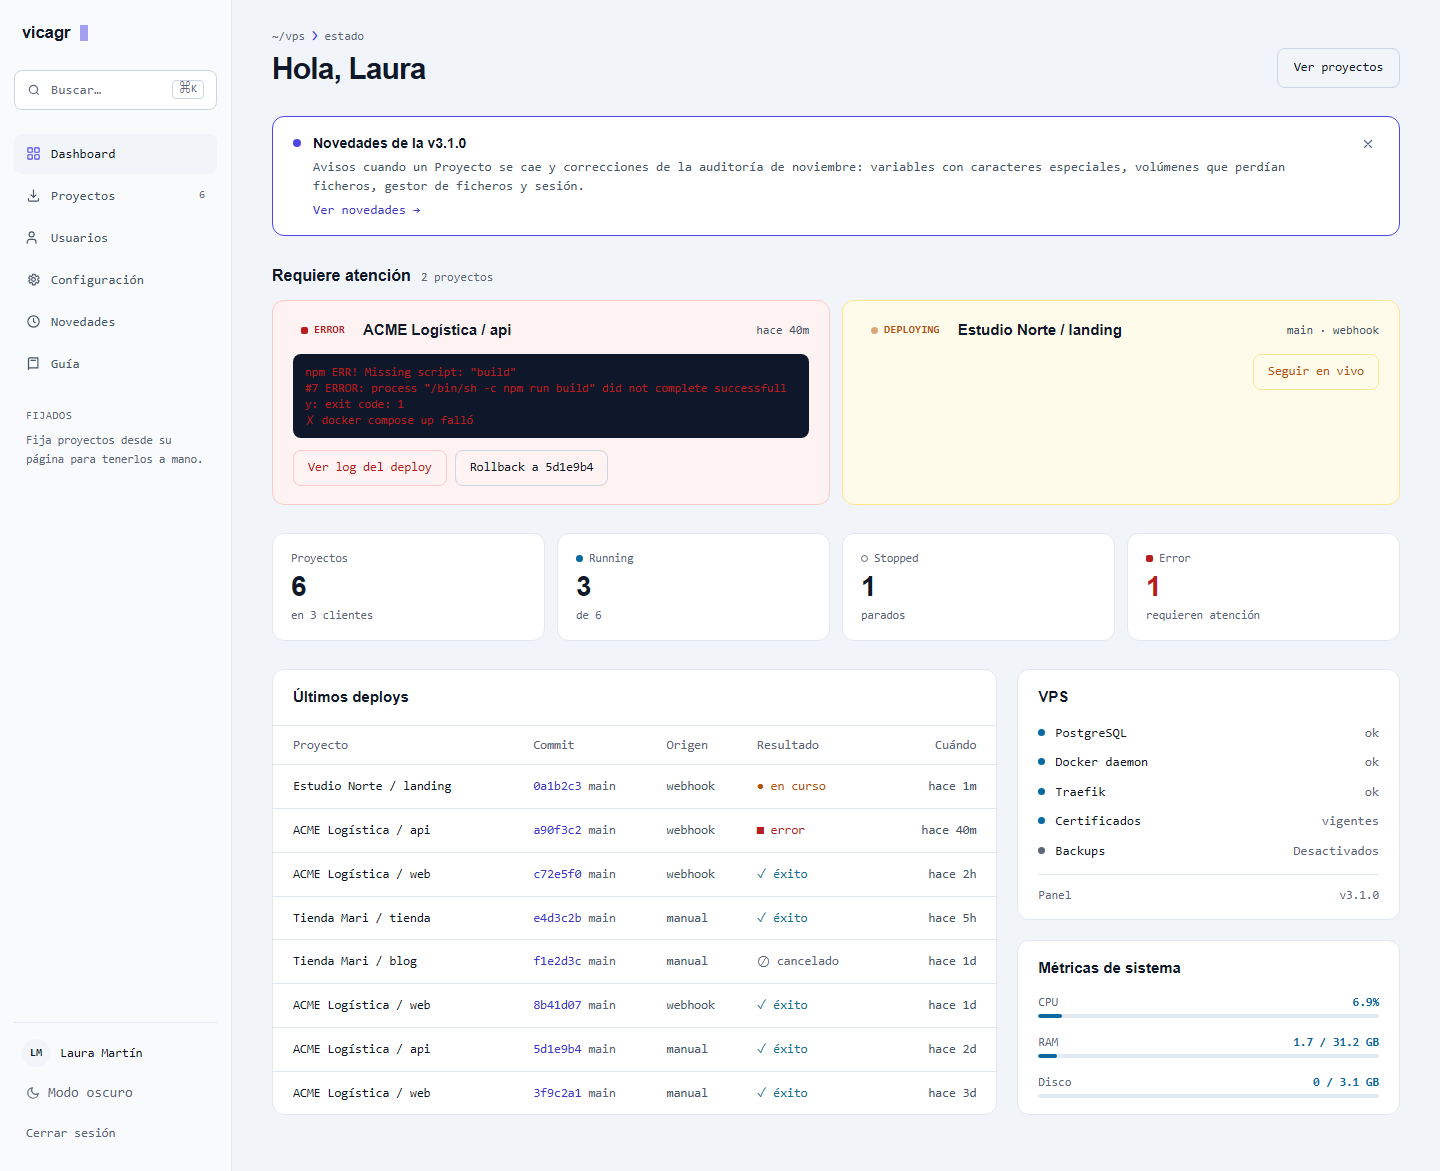 vicagr
Buscar…
⌘K
Dashboard
Proyectos 6
Usuarios
Configuración
Novedades
Guía
FIJADOS
Fija proyectos desde su
página para tenerlos a mano.
LM Laura Martín
Modo oscuro
Cerrar sesión
~/vps ❯ estado
Hola, Laura
Ver proyectos
Novedades de la v3.1.0
Avisos cuando un Proyecto se cae y correcciones de la auditoría de noviembre: variables con caracteres especiales, volúmenes que perdían
ficheros, gestor de ficheros y sesión.
Ver novedades →
Requiere atención 2 proyectos
ERROR ACME Logística / api hace 40m
npm ERR! Missing script: "build"
#7 ERROR: process "/bin/sh -c npm run build" did not complete successfull
y: exit code: 1
✗ docker compose up falló
Ver log del deploy
Rollback a 5d1e9b4
DEPLOYING Estudio Norte / landing main · webhook
Seguir en vivo
Proyectos
6
en 3 clientes
Running
3
de 6
Stopped
1
parados
Error
1
requieren atención
Últimos deploys
Proyecto Commit Origen Resultado Cuándo
Estudio Norte / landing 0a1b2c3 main webhook ● en curso hace 1m
ACME Logística / api a90f3c2 main webhook ■ error hace 40m
ACME Logística / web c72e5f0 main webhook ✓ éxito hace 2h
Tienda Mari / tienda e4d3c2b main manual ✓ éxito hace 5h
Tienda Mari / blog f1e2d3c main manual ⊘ cancelado hace 1d
ACME Logística / web 8b41d07 main webhook ✓ éxito hace 1d
ACME Logística / api 5d1e9b4 main manual ✓ éxito hace 2d
ACME Logística / web 3f9c2a1 main manual ✓ éxito hace 3d
VPS
PostgreSQL ok
Docker daemon ok
Traefik ok
Certificados vigentes
Backups Desactivados
Panel v3.1.0
Métricas de sistema
CPU 6.9%
RAM 1.7 / 31.2 GB
Disco 0 / 3.1 GB